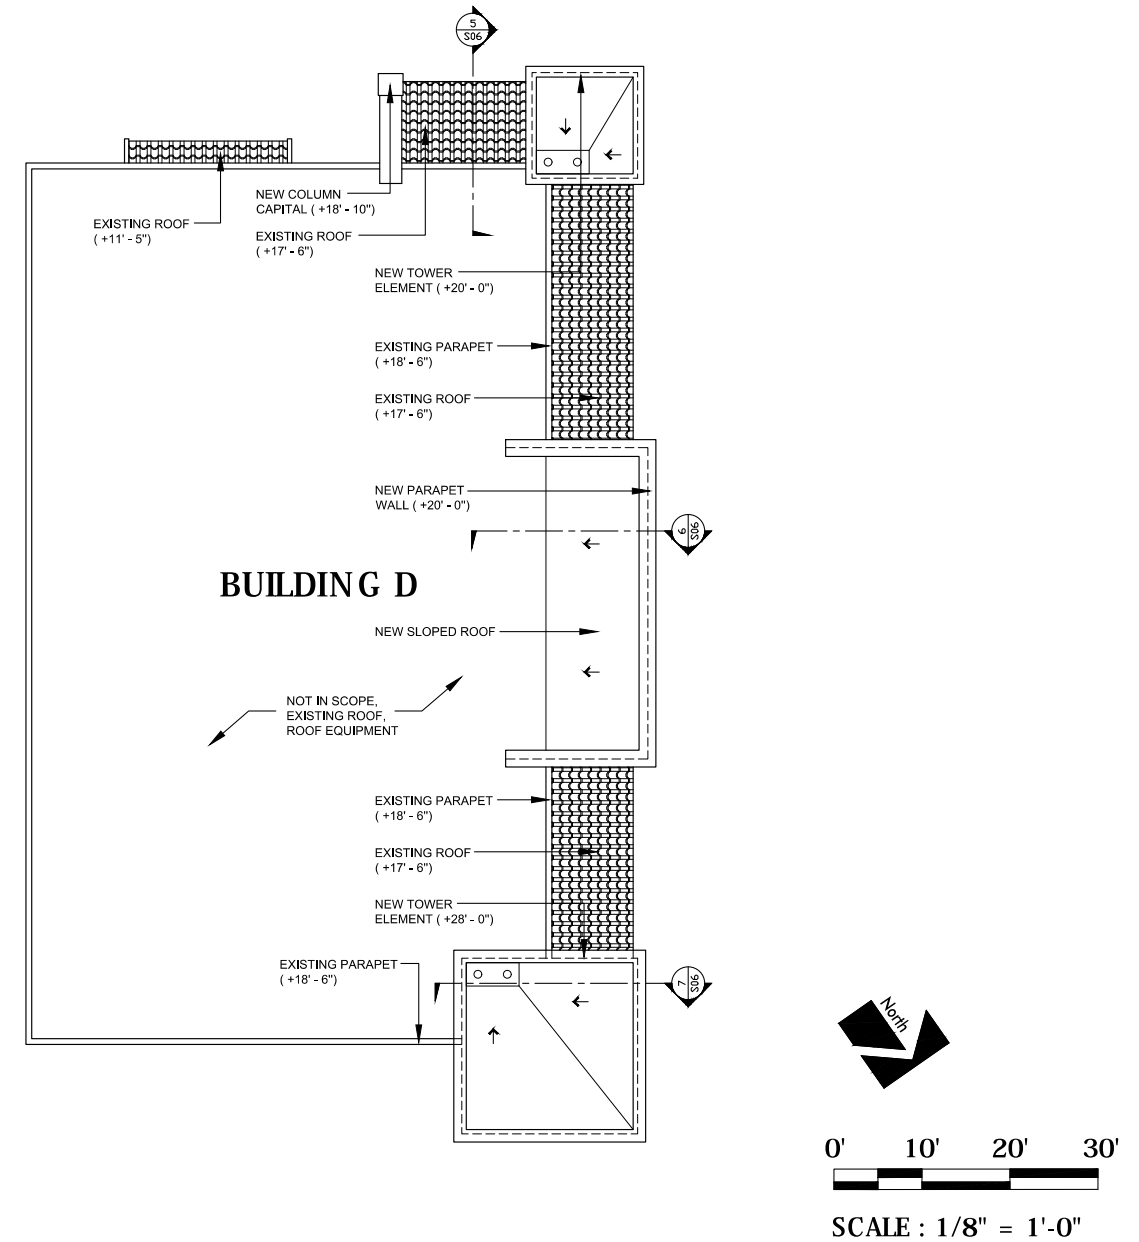 5
S06
NEW COLUMN
CAPITAL ( +18' - 10")
EXISTING ROOF
( +11' - 5")
EXISTING ROOF
( +17' - 6")
NEW TOWER
ELEMENT ( +20' - 0")
EXISTING PARAPET
( +18' - 6")
EXISTING ROOF
( +17' - 6")
NEW PARAPET
WALL ( +20' - 0")
6
S06
BUILDING D
NEW SLOPED ROOF
NOT IN SCOPE,
EXISTING ROOF,
ROOF EQUIPMENT
EXISTING PARAPET
( +18' - 6")
EXISTING ROOF
( +17' - 6")
NEW TOWER
ELEMENT ( +28' - 0")
EXISTING PARAPET
( +18' - 6")
7
S06
North
0' 10' 20' 30'
SCALE : 1/8" = 1'-0"